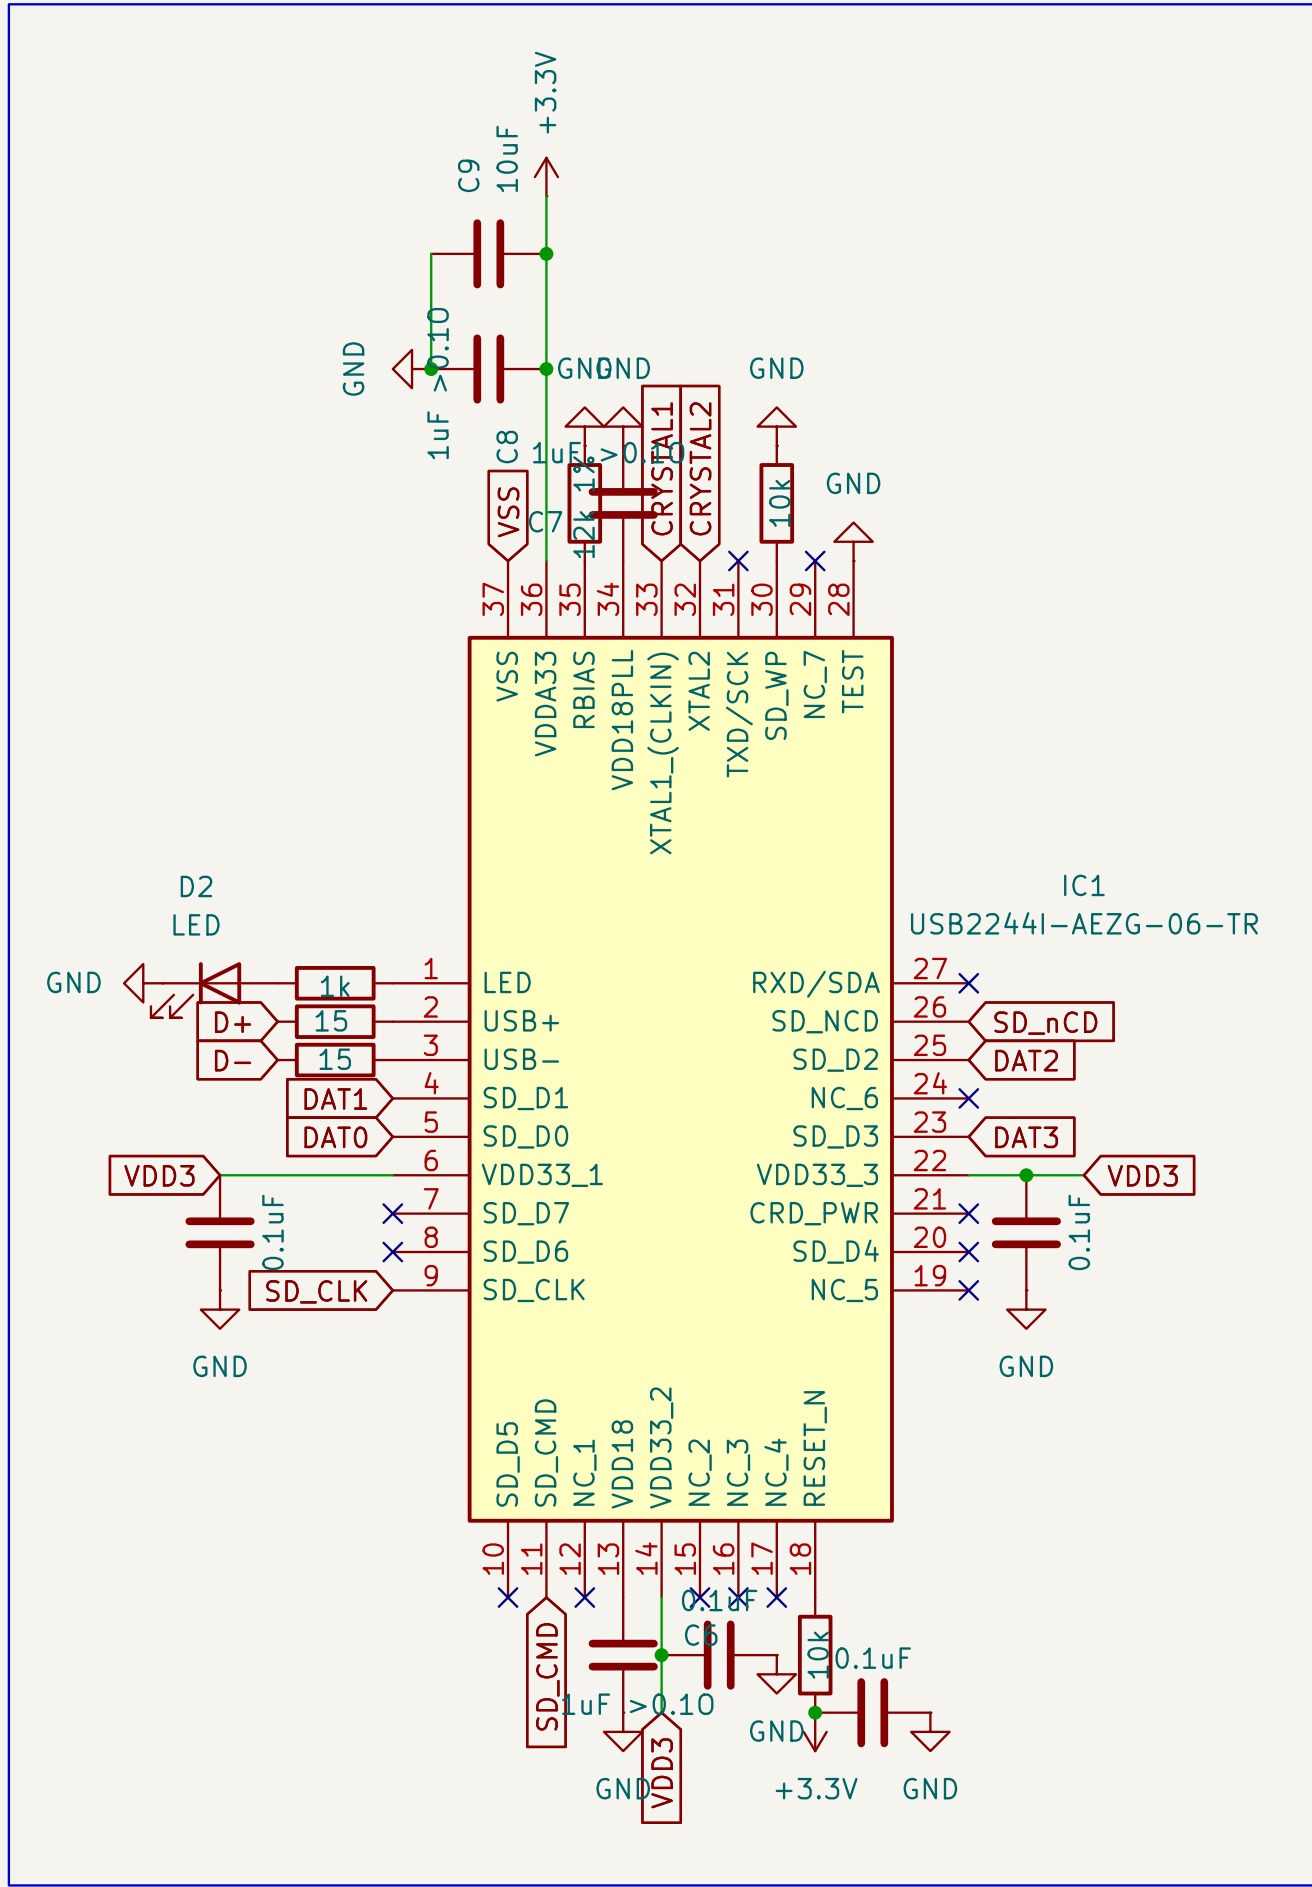 +3.3V
C9
10uF
GND
1uF >0.1O
C8
GND
GND
GND
1uF >0.1O
C7
12k 1%
10k
GND
VSS
CRYSTAL1
CRYSTAL2
37
36
35
34
33
32
31
30
29
28
VSS
VDDA33
RBIAS
VDD18PLL
XTAL1_(CLKIN)
XTAL2
TXD/SCK
SD_WP
NC_7
TEST
D2
LED
IC1
USB2244I-AEZG-06-TR
GND
1k
1
LED
RXD/SDA
27
D+
15
2
USB+
SD_NCD
26
SD_nCD
D-
15
3
USB-
SD_D2
25
DAT2
DAT1
4
SD_D1
NC_6
24
DAT0
5
SD_D0
SD_D3
23
DAT3
VDD3
6
VDD33_1
VDD33_3
22
VDD3
0.1uF
7
SD_D7
CRD_PWR
21
0.1uF
8
SD_D6
SD_D4
20
SD_CLK
9
SD_CLK
NC_5
19
GND
GND
SD_D5
SD_CMD
NC_1
VDD18
VDD33_2
NC_2
NC_3
NC_4
RESET_N
10
11
12
13
14
15
16
17
18
0.1uF
C6
SD_CMD
10k
0.1uF
1uF >0.1O
GND
GND
VDD3
+3.3V
GND